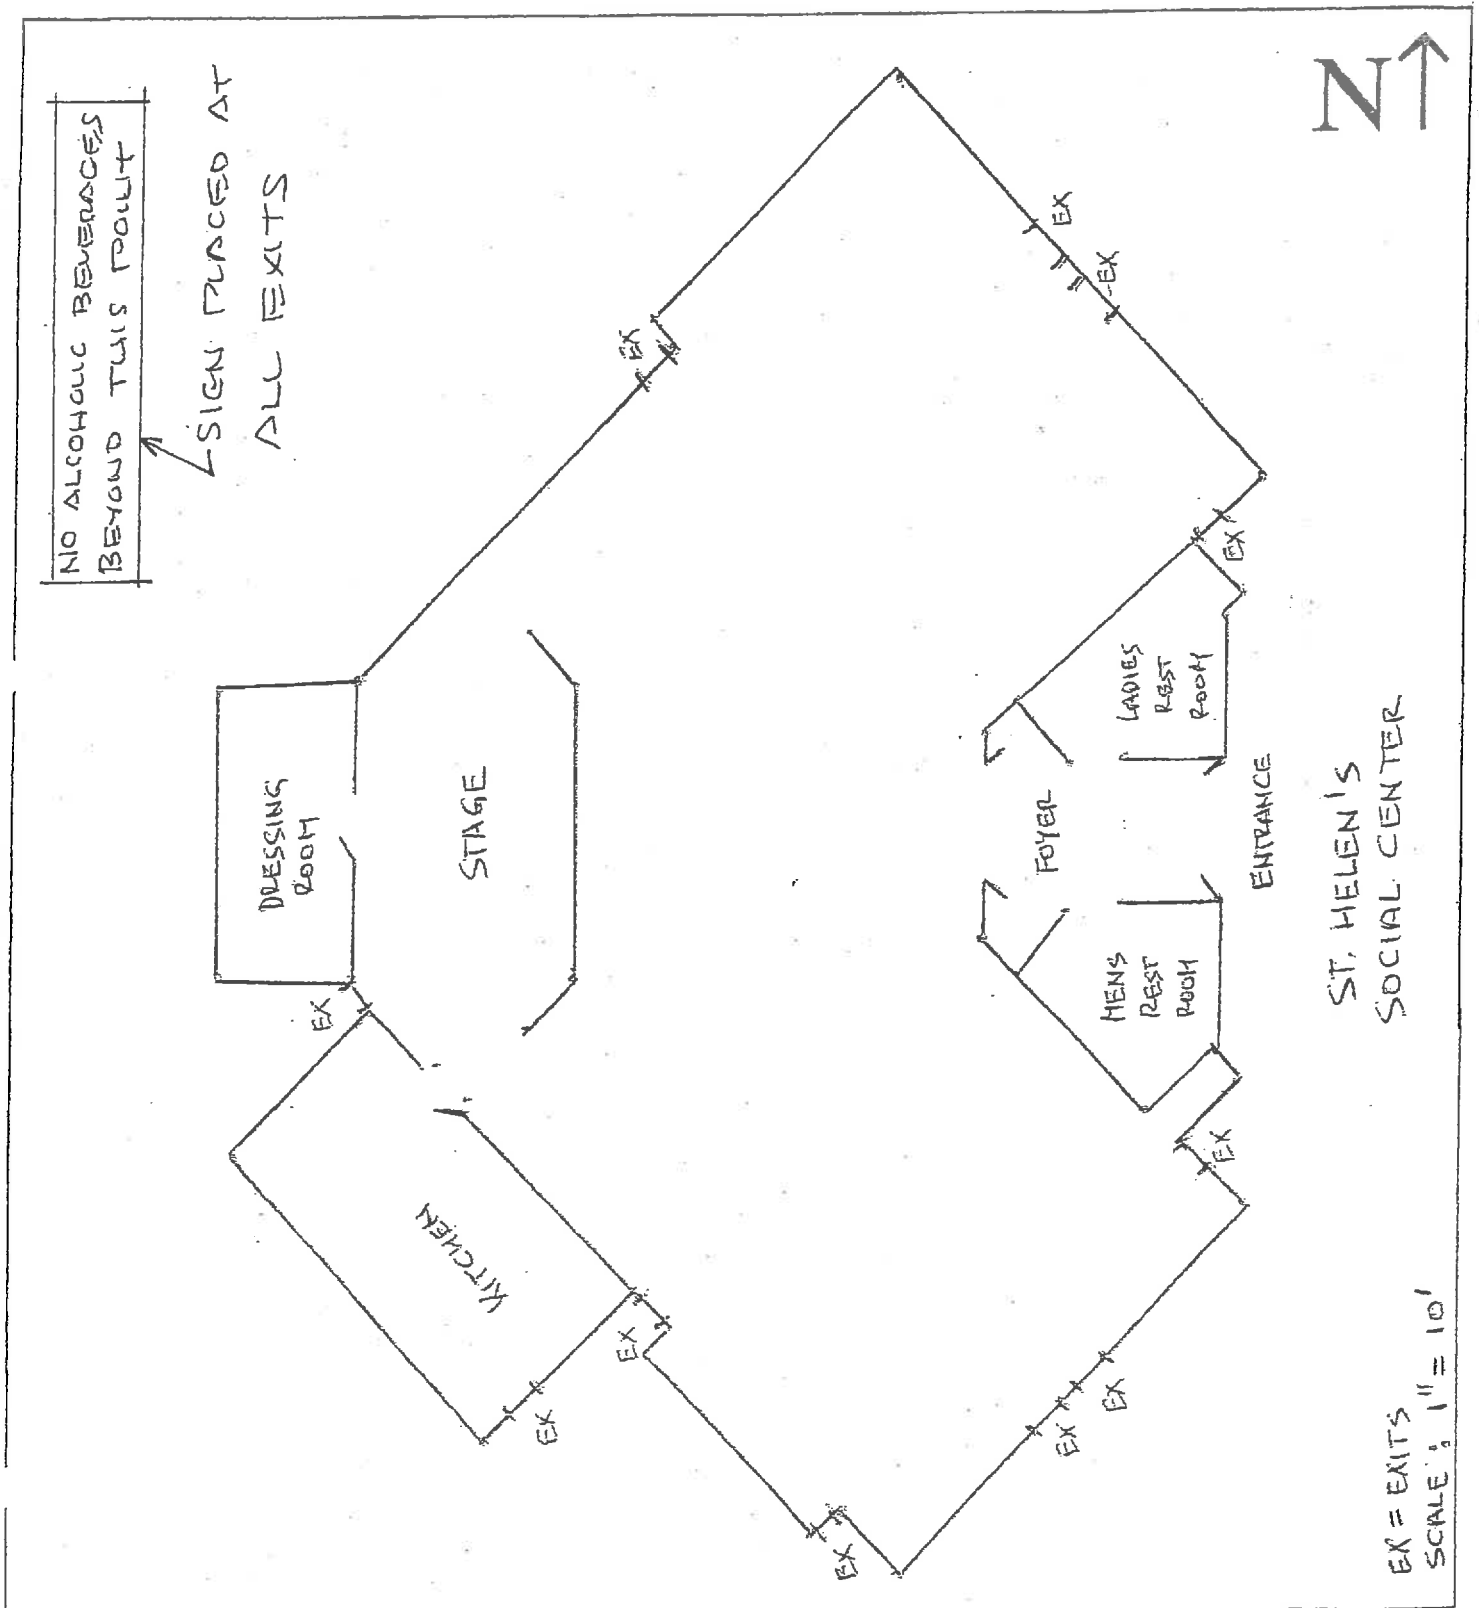 NO ALCOHOLIC BEVERAGES
BEYOND THIS POINT
SIGN PLACED AT
ALL EXITS
DRESSING
ROOM
EX
STAGE
KITCHEN
EX
EX
EX
EX
FOYER
EX
EX
EX
EX
MENS
REST
ROOM
LADIES
REST
ROOM
EX
EX
ENTRANCE
ST. HELEN'S
SOCIAL CENTER
EX = EXITS
SCALE: 1" = 10'
N